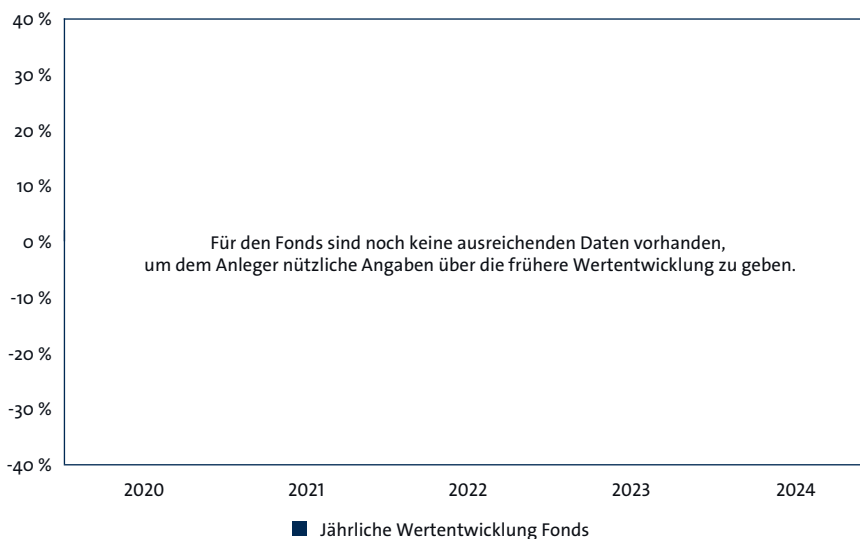 40 %
30 %
20 %
10 %
0 %
-10 %
-20 %
-30 %
-40 %
Für den Fonds sind noch keine ausreichenden Daten vorhanden,
um dem Anleger nützliche Angaben über die frühere Wertentwicklung zu geben.
2020 2021 2022 2023 2024
Jährliche Wertentwicklung Fonds